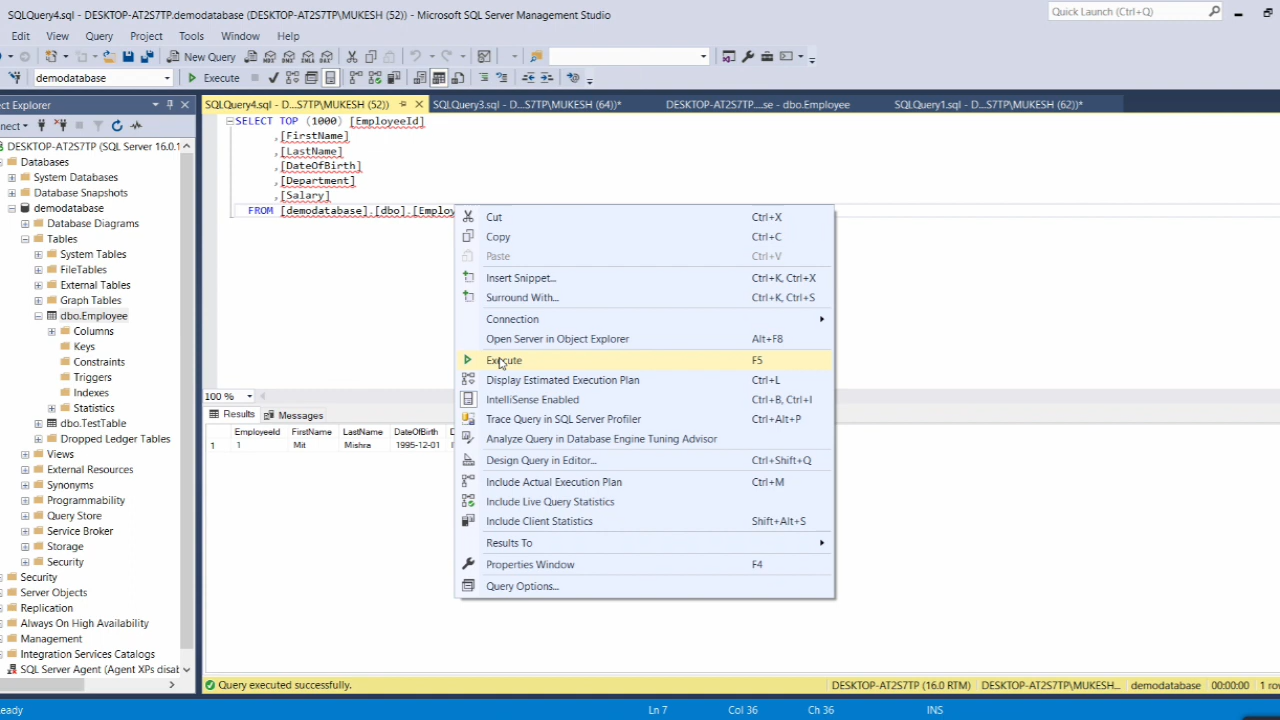 SQLQuery4.sql - DESKTOP-AT2S7TP.demodatabase (DESKTOP-AT2S7TP\MUKESH (52)) - Microsoft SQL Server Management Studio
Quick Launch (Ctrl+Q)
Edit View Query Project Tools Window Help
New Query
demodatabase
Execute
ect Explorer
SQLQuery4.sql - D...S7TP\MUKESH (52))
SQLQuery3.sql - D...S7TP\MUKESH (64))*
DESKTOP-AT2S7TP....se - dbo.Employee
SQLQuery1.sql - D...S7TP\MUKESH (62))*
nnect
DESKTOP-AT2S7TP (SQL Server 16.0.1
Databases
System Databases
Database Snapshots
demodatabase
Database Diagrams
Tables
System Tables
FileTables
External Tables
Graph Tables
dbo.Employee
Columns
Keys
Constraints
Triggers
Indexes
Statistics
dbo.TestTable
Dropped Ledger Tables
Views
External Resources
Synonyms
Programmability
Query Store
Service Broker
Storage
Security
Security
Server Objects
Replication
Always On High Availability
Management
Integration Services Catalogs
SQL Server Agent (Agent XPs disat
SELECT TOP (1000) [EmployeeId]
,[FirstName]
,[LastName]
,[DateOfBirth]
,[Department]
,[Salary]
FROM [demodatabase].[dbo].[Employ
Cut Ctrl+X
Copy Ctrl+C
Paste Ctrl+V
Insert Snippet... Ctrl+K, Ctrl+X
Surround With... Ctrl+K, Ctrl+S
Connection
Open Server in Object Explorer Alt+F8
Execute F5
Display Estimated Execution Plan Ctrl+L
IntelliSense Enabled Ctrl+B, Ctrl+I
Trace Query in SQL Server Profiler Ctrl+Alt+P
Analyze Query in Database Engine Tuning Advisor
Design Query in Editor... Ctrl+Shift+Q
Include Actual Execution Plan Ctrl+M
Include Live Query Statistics
Include Client Statistics Shift+Alt+S
Results To
Properties Window F4
Query Options...
100 %
Results Messages
EmployeeId FirstName LastName DateOfBirth
1 1 Mit Mishra 1995-12-01
Query executed successfully.
DESKTOP-AT2S7TP (16.0 RTM) DESKTOP-AT2S7TP\MUKESH... demodatabase 00:00:00 1 row
eady Ln 7 Col 36 Ch 36 INS